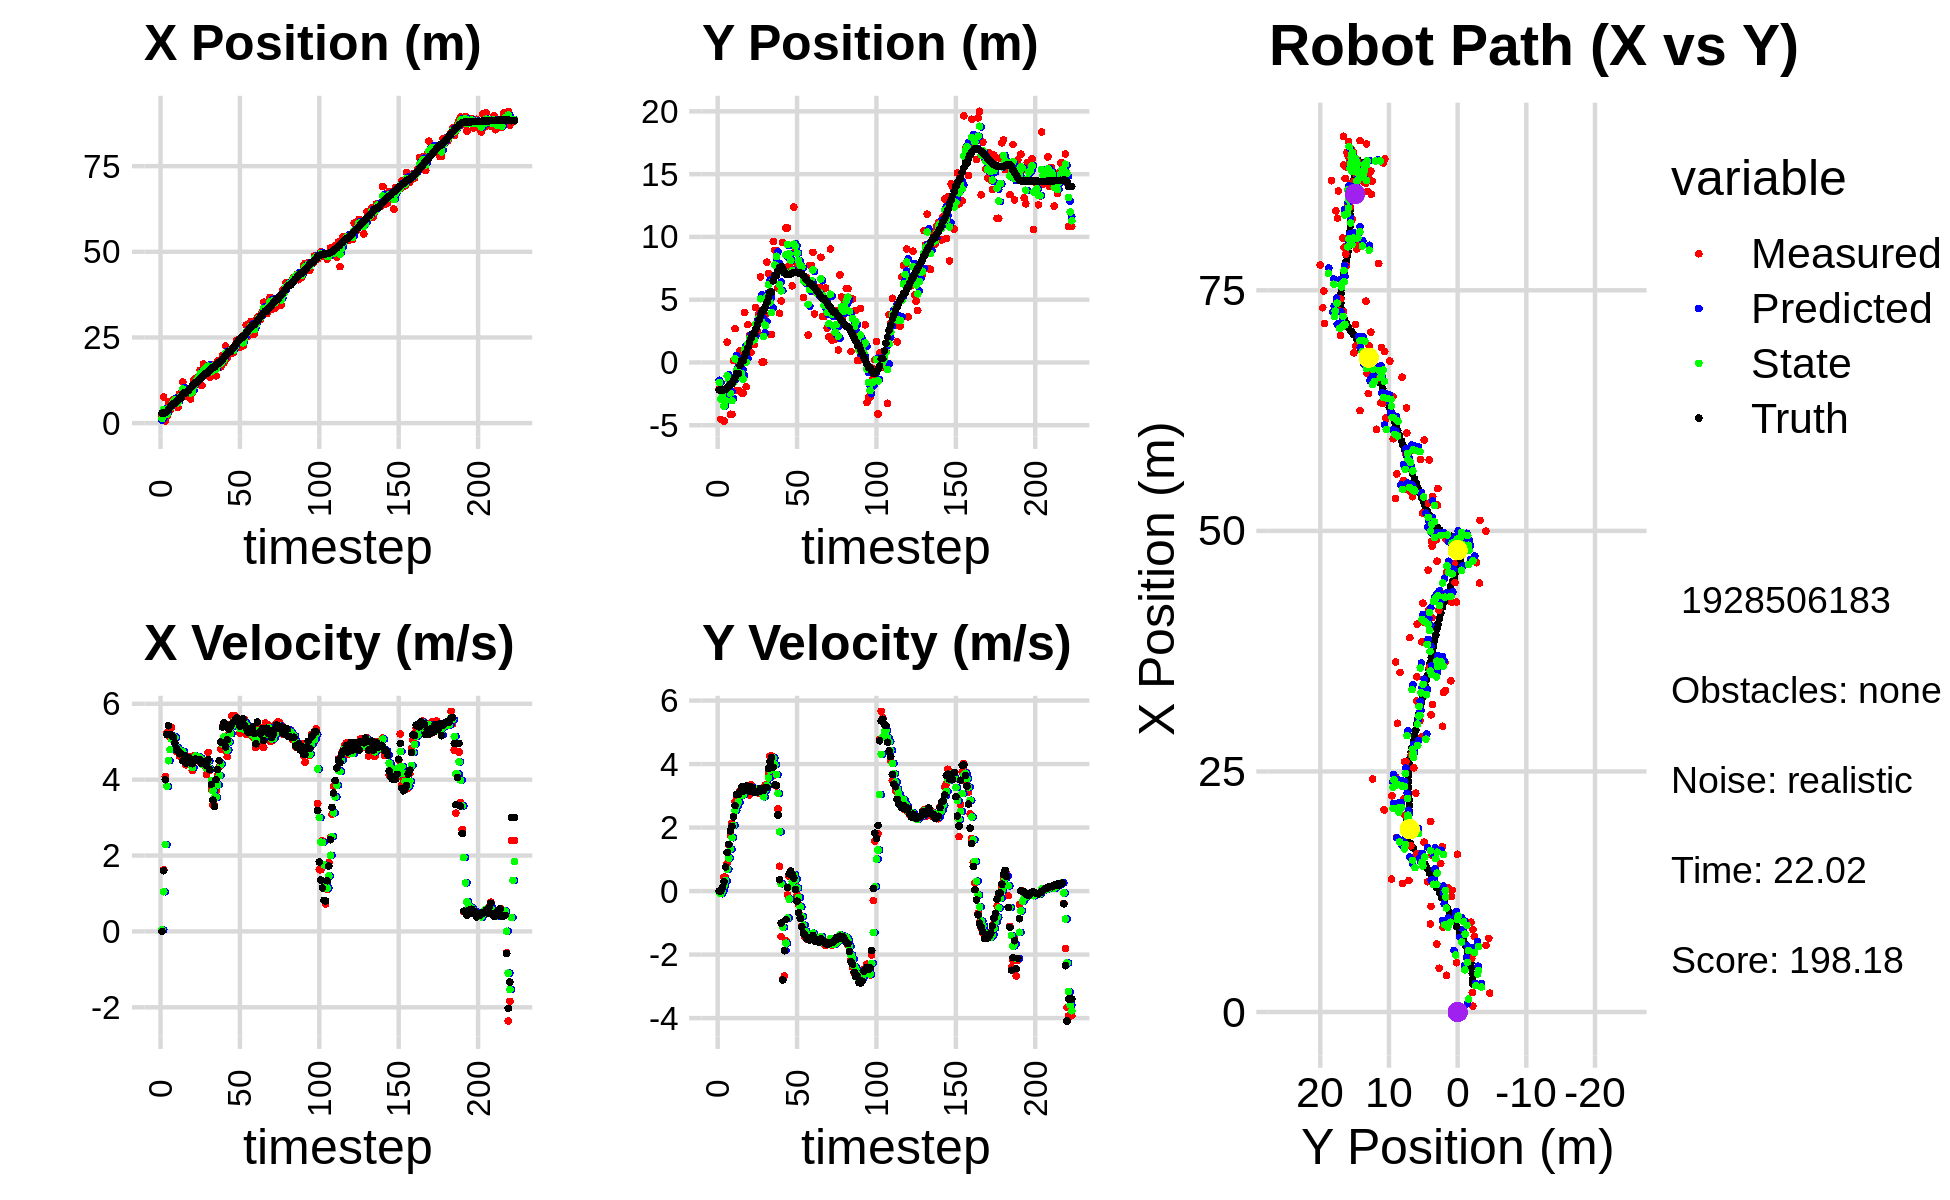 X Position (m)
75
50
25
0
0 50 100 150 200
timestep
Y Position (m)
20
15
10
5
0
-5
0 50 100 150 200
timestep
X Velocity (m/s)
6
4
2
0
-2
0 50 100 150 200
timestep
Y Velocity (m/s)
6
4
2
0
-2
-4
0 50 100 150 200
timestep
Robot Path (X vs Y)
X Position (m)
75
50
25
0
20 10 0 -10 -20
Y Position (m)
variable
Measured
Predicted
State
Truth
1928506183
Obstacles: none
Noise: realistic
Time: 22.02
Score: 198.18